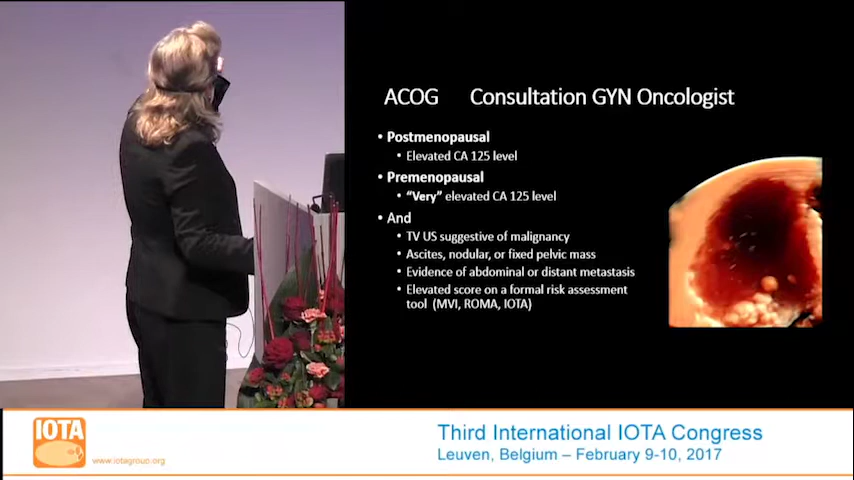 ACOG Consultation GYN Oncologist
• Postmenopausal
• Elevated CA 125 level
• Premenopausal
• “Very” elevated CA 125 level
• And
• TV US suggestive of malignancy
• Ascites, nodular, or fixed pelvic mass
• Evidence of abdominal or distant metastasis
• Elevated score on a formal risk assessment
tool (MVI, ROMA, IOTA)
IOTA
www.iotagroup.org
Third International IOTA Congress
Leuven, Belgium – February 9-10, 2017